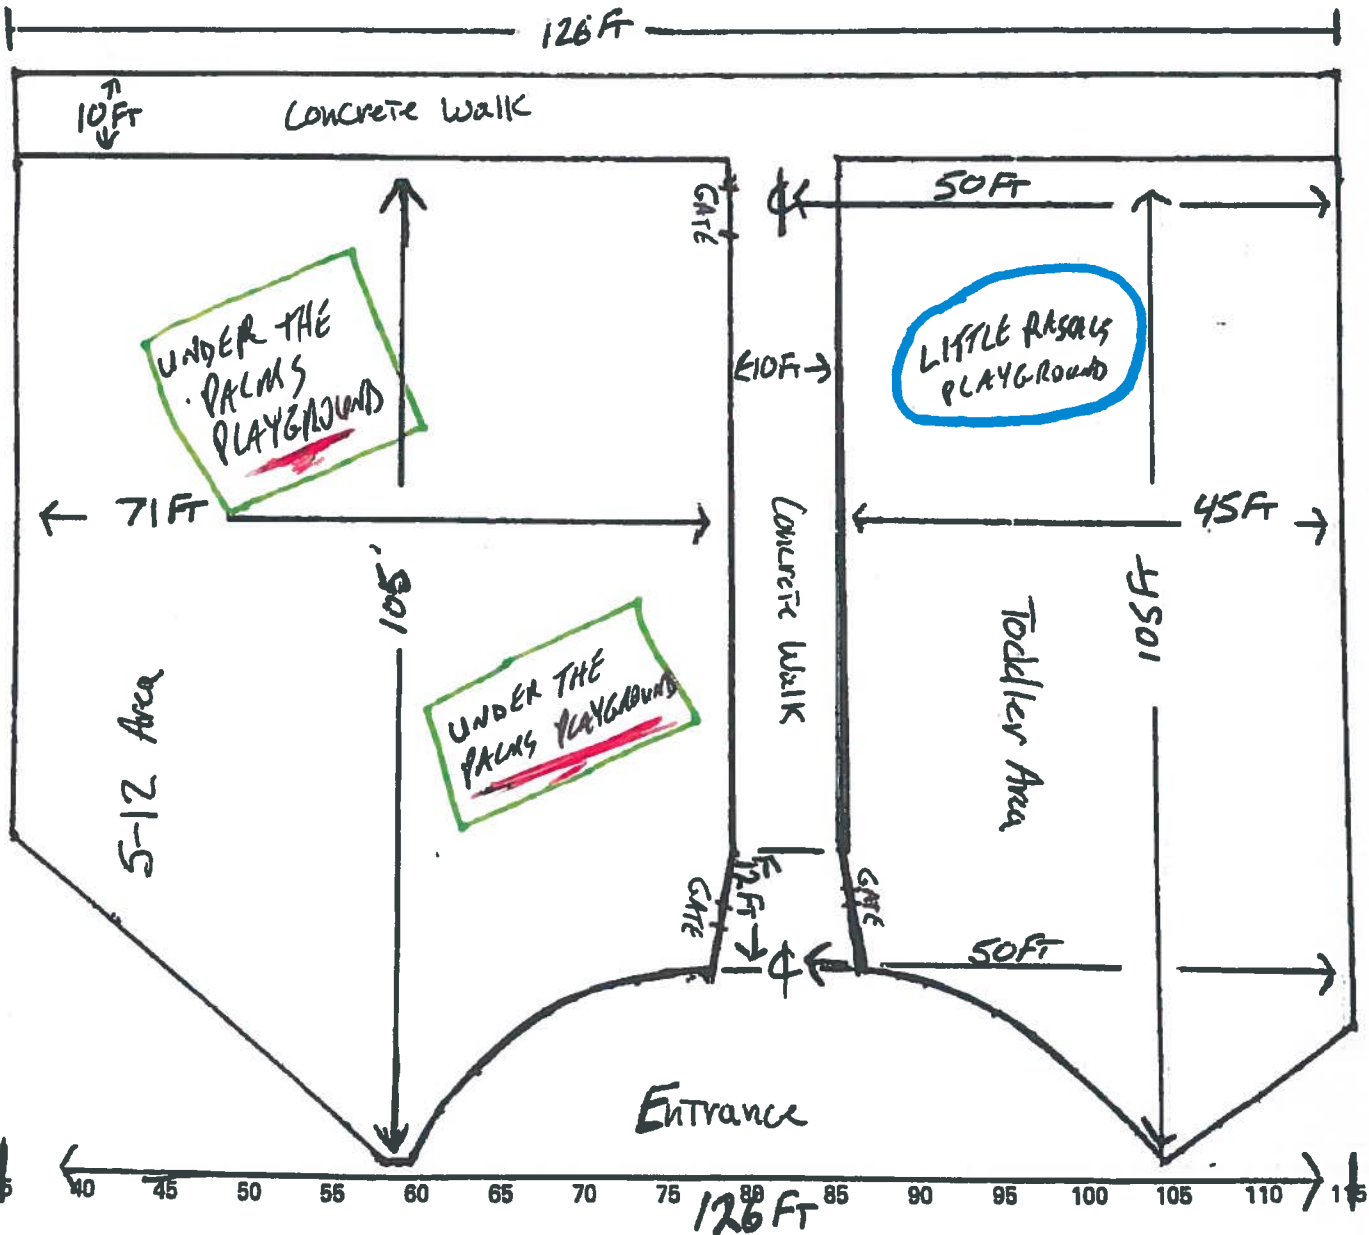 126 FT
10 FT
Concrete Walk
GATE
¢
50 FT
UNDER THE
PALMS
PLAYGROUND
LITTLE RASCALS
PLAYGROUND
10 FT
71 FT
45 FT
Concrete Walk
105'
105 FT
Toddler Area
5-12 Area
UNDER THE
PALMS PLAYGROUND
12 FT
GATE
GATE
¢
50 FT
Entrance
40 45 50 55 60 65 70 75 80 85 90 95 100 105 110 115
126 FT